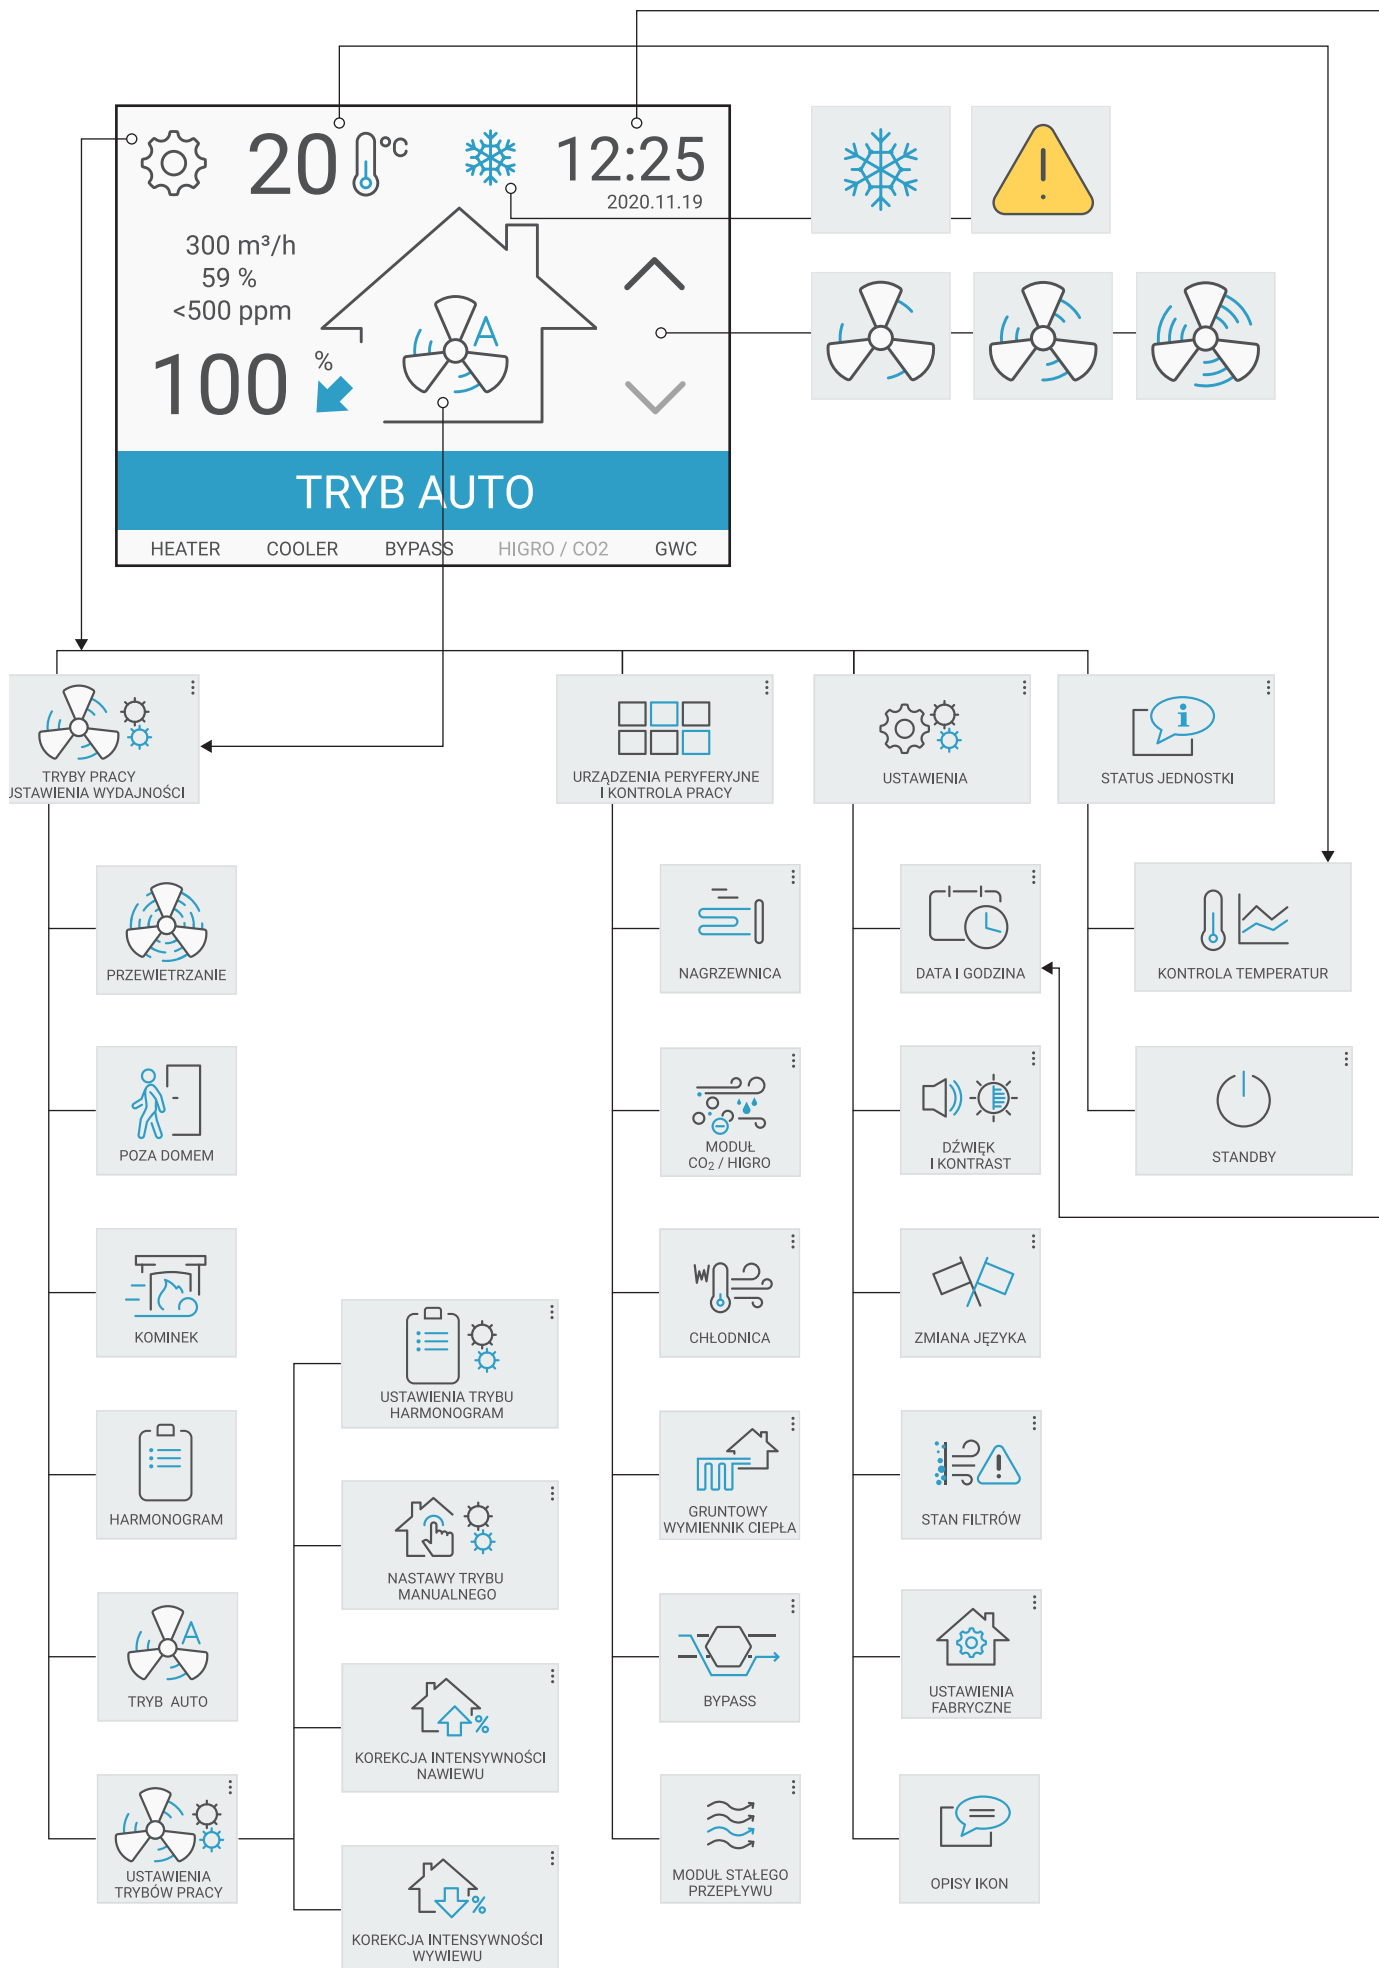 20 °C
12:25
2020.11.19
300 m³/h
59 %
<500 ppm
A
100 %
TRYB AUTO
HEATER COOLER BYPASS HIGRO / CO2 GWC
TRYBY PRACY
USTAWIENIA WYDAJNOŚCI
URZĄDZENIA PERYFERYJNE
I KONTROLA PRACY
USTAWIENIA
i
STATUS JEDNOSTKI
PRZEWIETRZANIE
POZA DOMEM
KOMINEK
HARMONOGRAM
A
TRYB AUTO
USTAWIENIA
TRYBÓW PRACY
USTAWIENIA TRYBU
HARMONOGRAM
NASTAWY TRYBU
MANUALNEGO
%
KOREKCJA INTENSYWNOŚCI
NAWIEWU
%
KOREKCJA INTENSYWNOŚCI
WYWIEWU
NAGRZEWNICA
MODUŁ
CO₂ / HIGRO
CHŁODNICA
GRUNTOWY
WYMIENNIK CIEPŁA
BYPASS
MODUŁ STAŁEGO
PRZEPŁYWU
DATA I GODZINA
DŹWIĘK
I KONTRAST
ZMIANA JĘZYKA
STAN FILTRÓW
USTAWIENIA
FABRYCZNE
OPISY IKON
KONTROLA TEMPERATUR
STANDBY